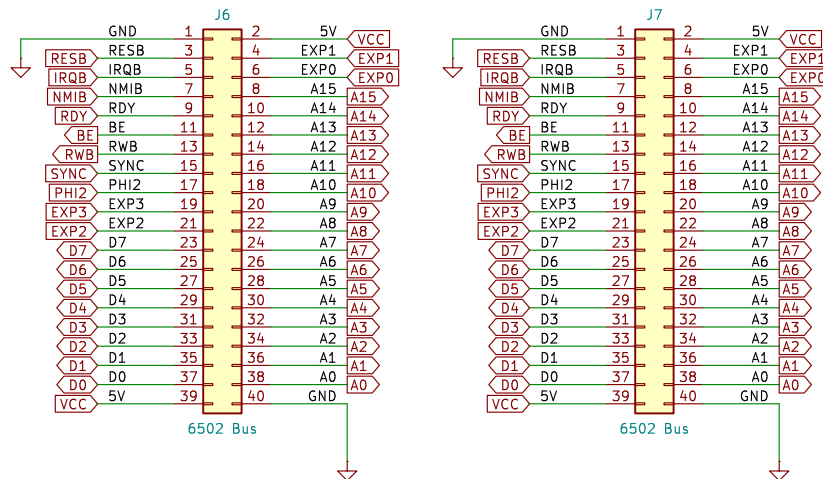 J6 J7
GND 1 2 5V VCC GND 1 2 5V VCC
RESB RESB 3 4 EXP1 EXP1 RESB RESB 3 4 EXP1 EXP1
IRQB IRQB 5 6 EXP0 EXP0 IRQB IRQB 5 6 EXP0 EXP0
NMIB NMIB 7 8 A15 A15 NMIB NMIB 7 8 A15 A15
RDY RDY 9 10 A14 A14 RDY RDY 9 10 A14 A14
BE BE 11 12 A13 A13 BE BE 11 12 A13 A13
RWB RWB 13 14 A12 A12 RWB RWB 13 14 A12 A12
SYNC SYNC 15 16 A11 A11 SYNC SYNC 15 16 A11 A11
PHI2 PHI2 17 18 A10 A10 PHI2 PHI2 17 18 A10 A10
EXP3 EXP3 19 20 A9 A9 EXP3 EXP3 19 20 A9 A9
EXP2 EXP2 21 22 A8 A8 EXP2 EXP2 21 22 A8 A8
D7 D7 23 24 A7 A7 D7 D7 23 24 A7 A7
D6 D6 25 26 A6 A6 D6 D6 25 26 A6 A6
D5 D5 27 28 A5 A5 D5 D5 27 28 A5 A5
D4 D4 29 30 A4 A4 D4 D4 29 30 A4 A4
D3 D3 31 32 A3 A3 D3 D3 31 32 A3 A3
D2 D2 33 34 A2 A2 D2 D2 33 34 A2 A2
D1 D1 35 36 A1 A1 D1 D1 35 36 A1 A1
D0 D0 37 38 A0 A0 D0 D0 37 38 A0 A0
VCC 5V 39 40 GND VCC 5V 39 40 GND
6502 Bus 6502 Bus